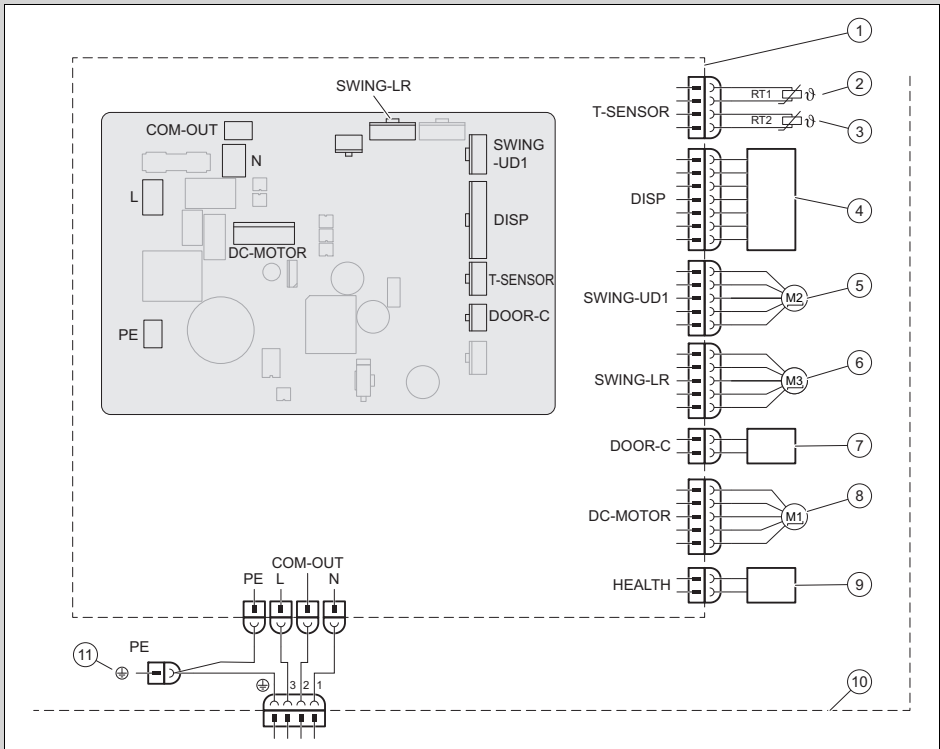 SWING-LR
COM-OUT
N
L
SWING
-UD1
DISP
DC-MOTOR
T-SENSOR
DOOR-C
PE
T-SENSOR
RT1 ϑ
RT2 ϑ
DISP
SWING-UD1
M2
SWING-LR
M3
DOOR-C
DC-MOTOR
M1
HEALTH
1
2
3
4
5
6
7
8
9
10
COM-OUT
PE L N
PE
11
3 2 1